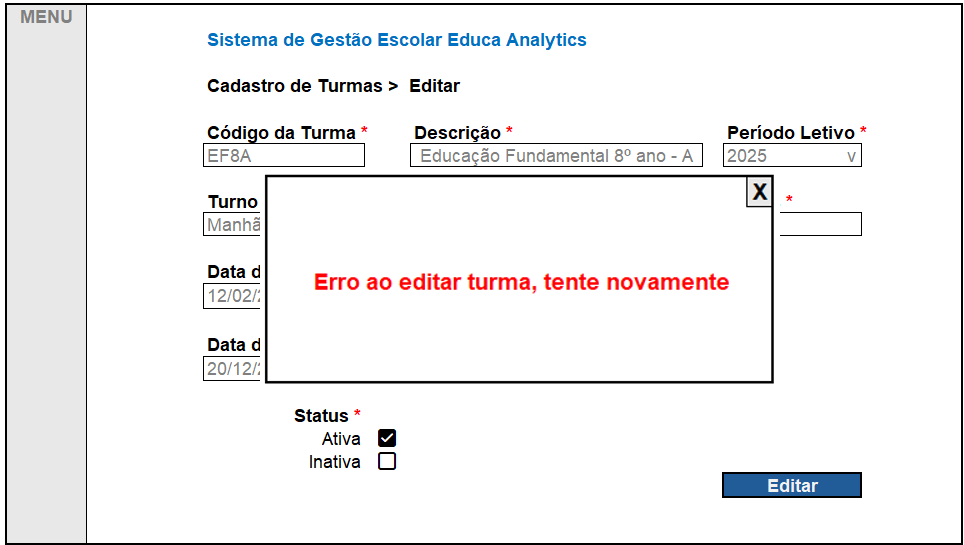 MENU
Sistema de Gestão Escolar Educa Analytics
Cadastro de Turmas > Editar
Código da Turma * Descrição * Período Letivo *
EF8A Educação Fundamental 8º ano - A 2025 v
X
Turno *
Manhã
Data d
12/02/2
Erro ao editar turma, tente novamente
Data d
20/12/2
Status *
Ativa
Inativa
Editar